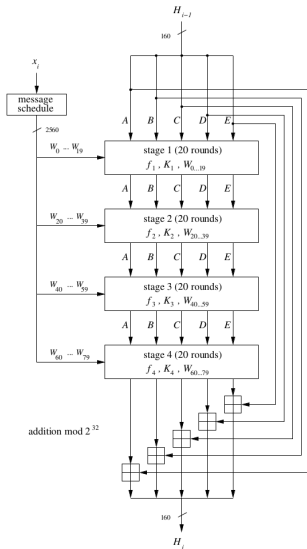 H_{i-1}
160
x_i
message
schedule
2560
A B C D E
W_0 ... W_19
stage 1 (20 rounds)
f_1 , K_1 , W_{0...19}
A B C D E
W_20 ... W_39
stage 2 (20 rounds)
f_2 , K_2 , W_{20...39}
A B C D E
W_40 ... W_59
stage 3 (20 rounds)
f_3 , K_3 , W_{40...59}
A B C D E
W_60 ... W_79
stage 4 (20 rounds)
f_4 , K_4 , W_{60...79}
addition mod 2^32
160
H_i